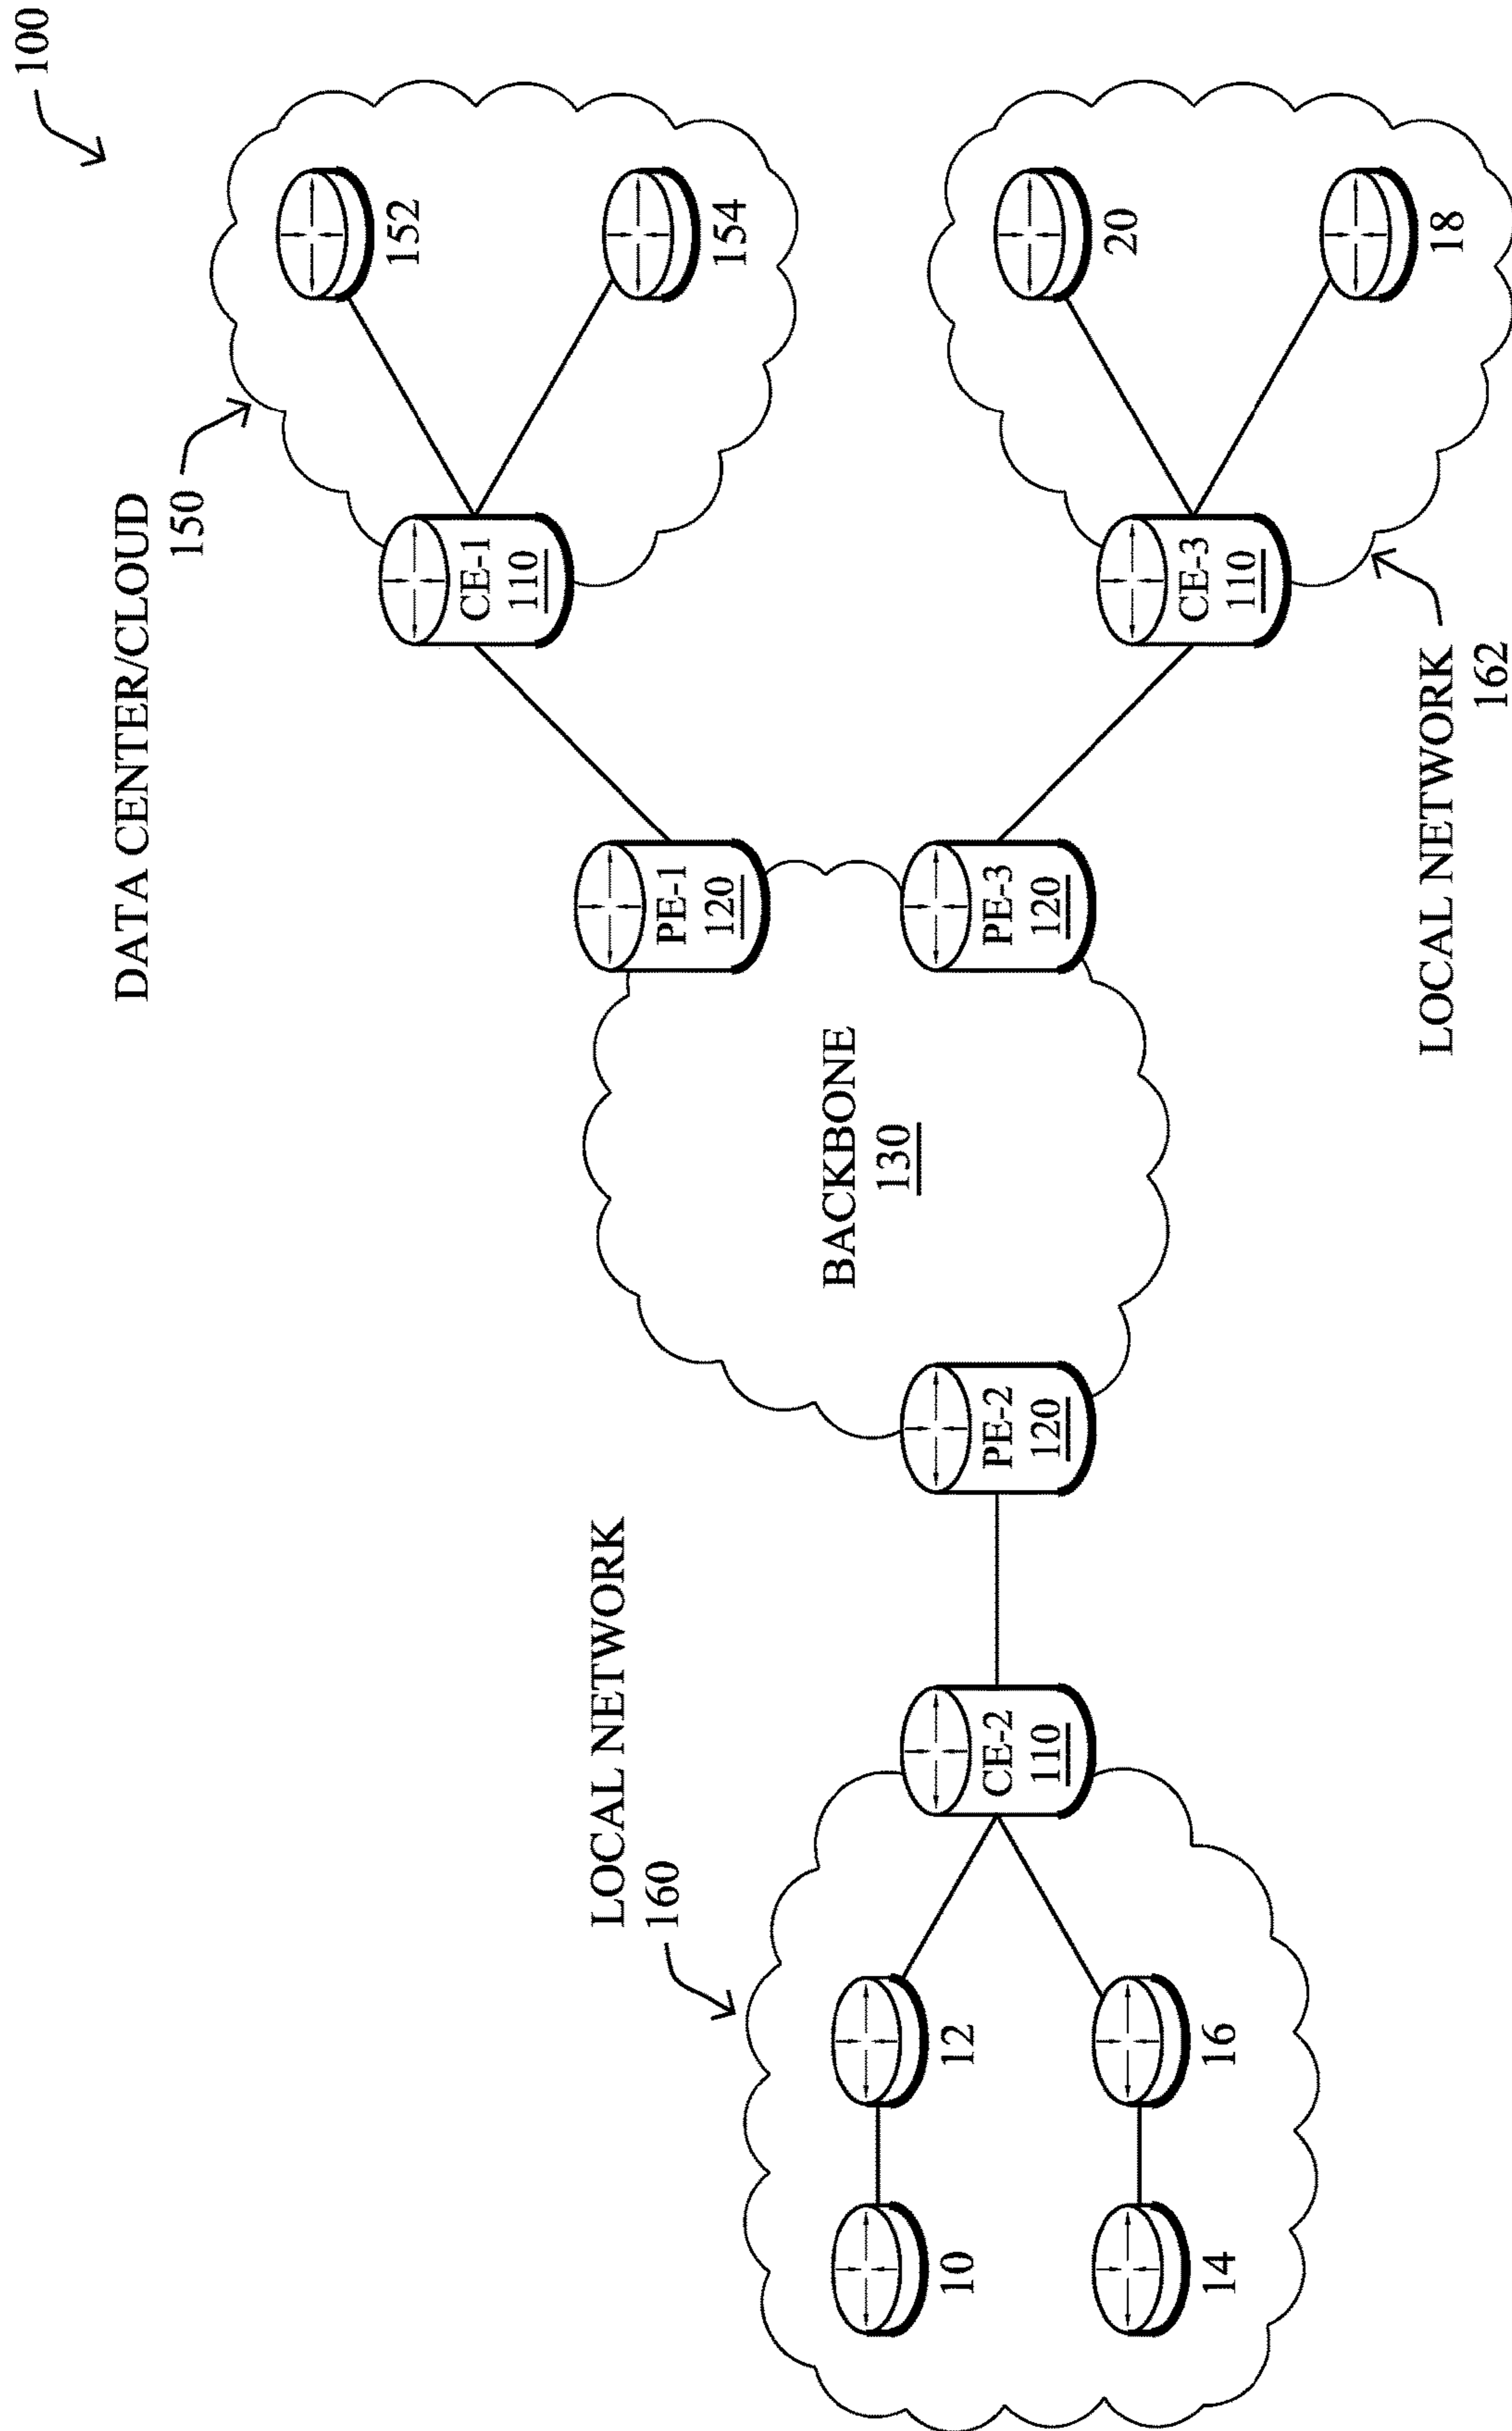 100
DATA CENTER/CLOUD
150
152
CE-1
110
154
PE-1
120
LOCAL NETWORK
160
BACKBONE
130
12
10
CE-2
110
PE-2
120
PE-3
120
20
CE-3
110
16
14
18
LOCAL NETWORK
162